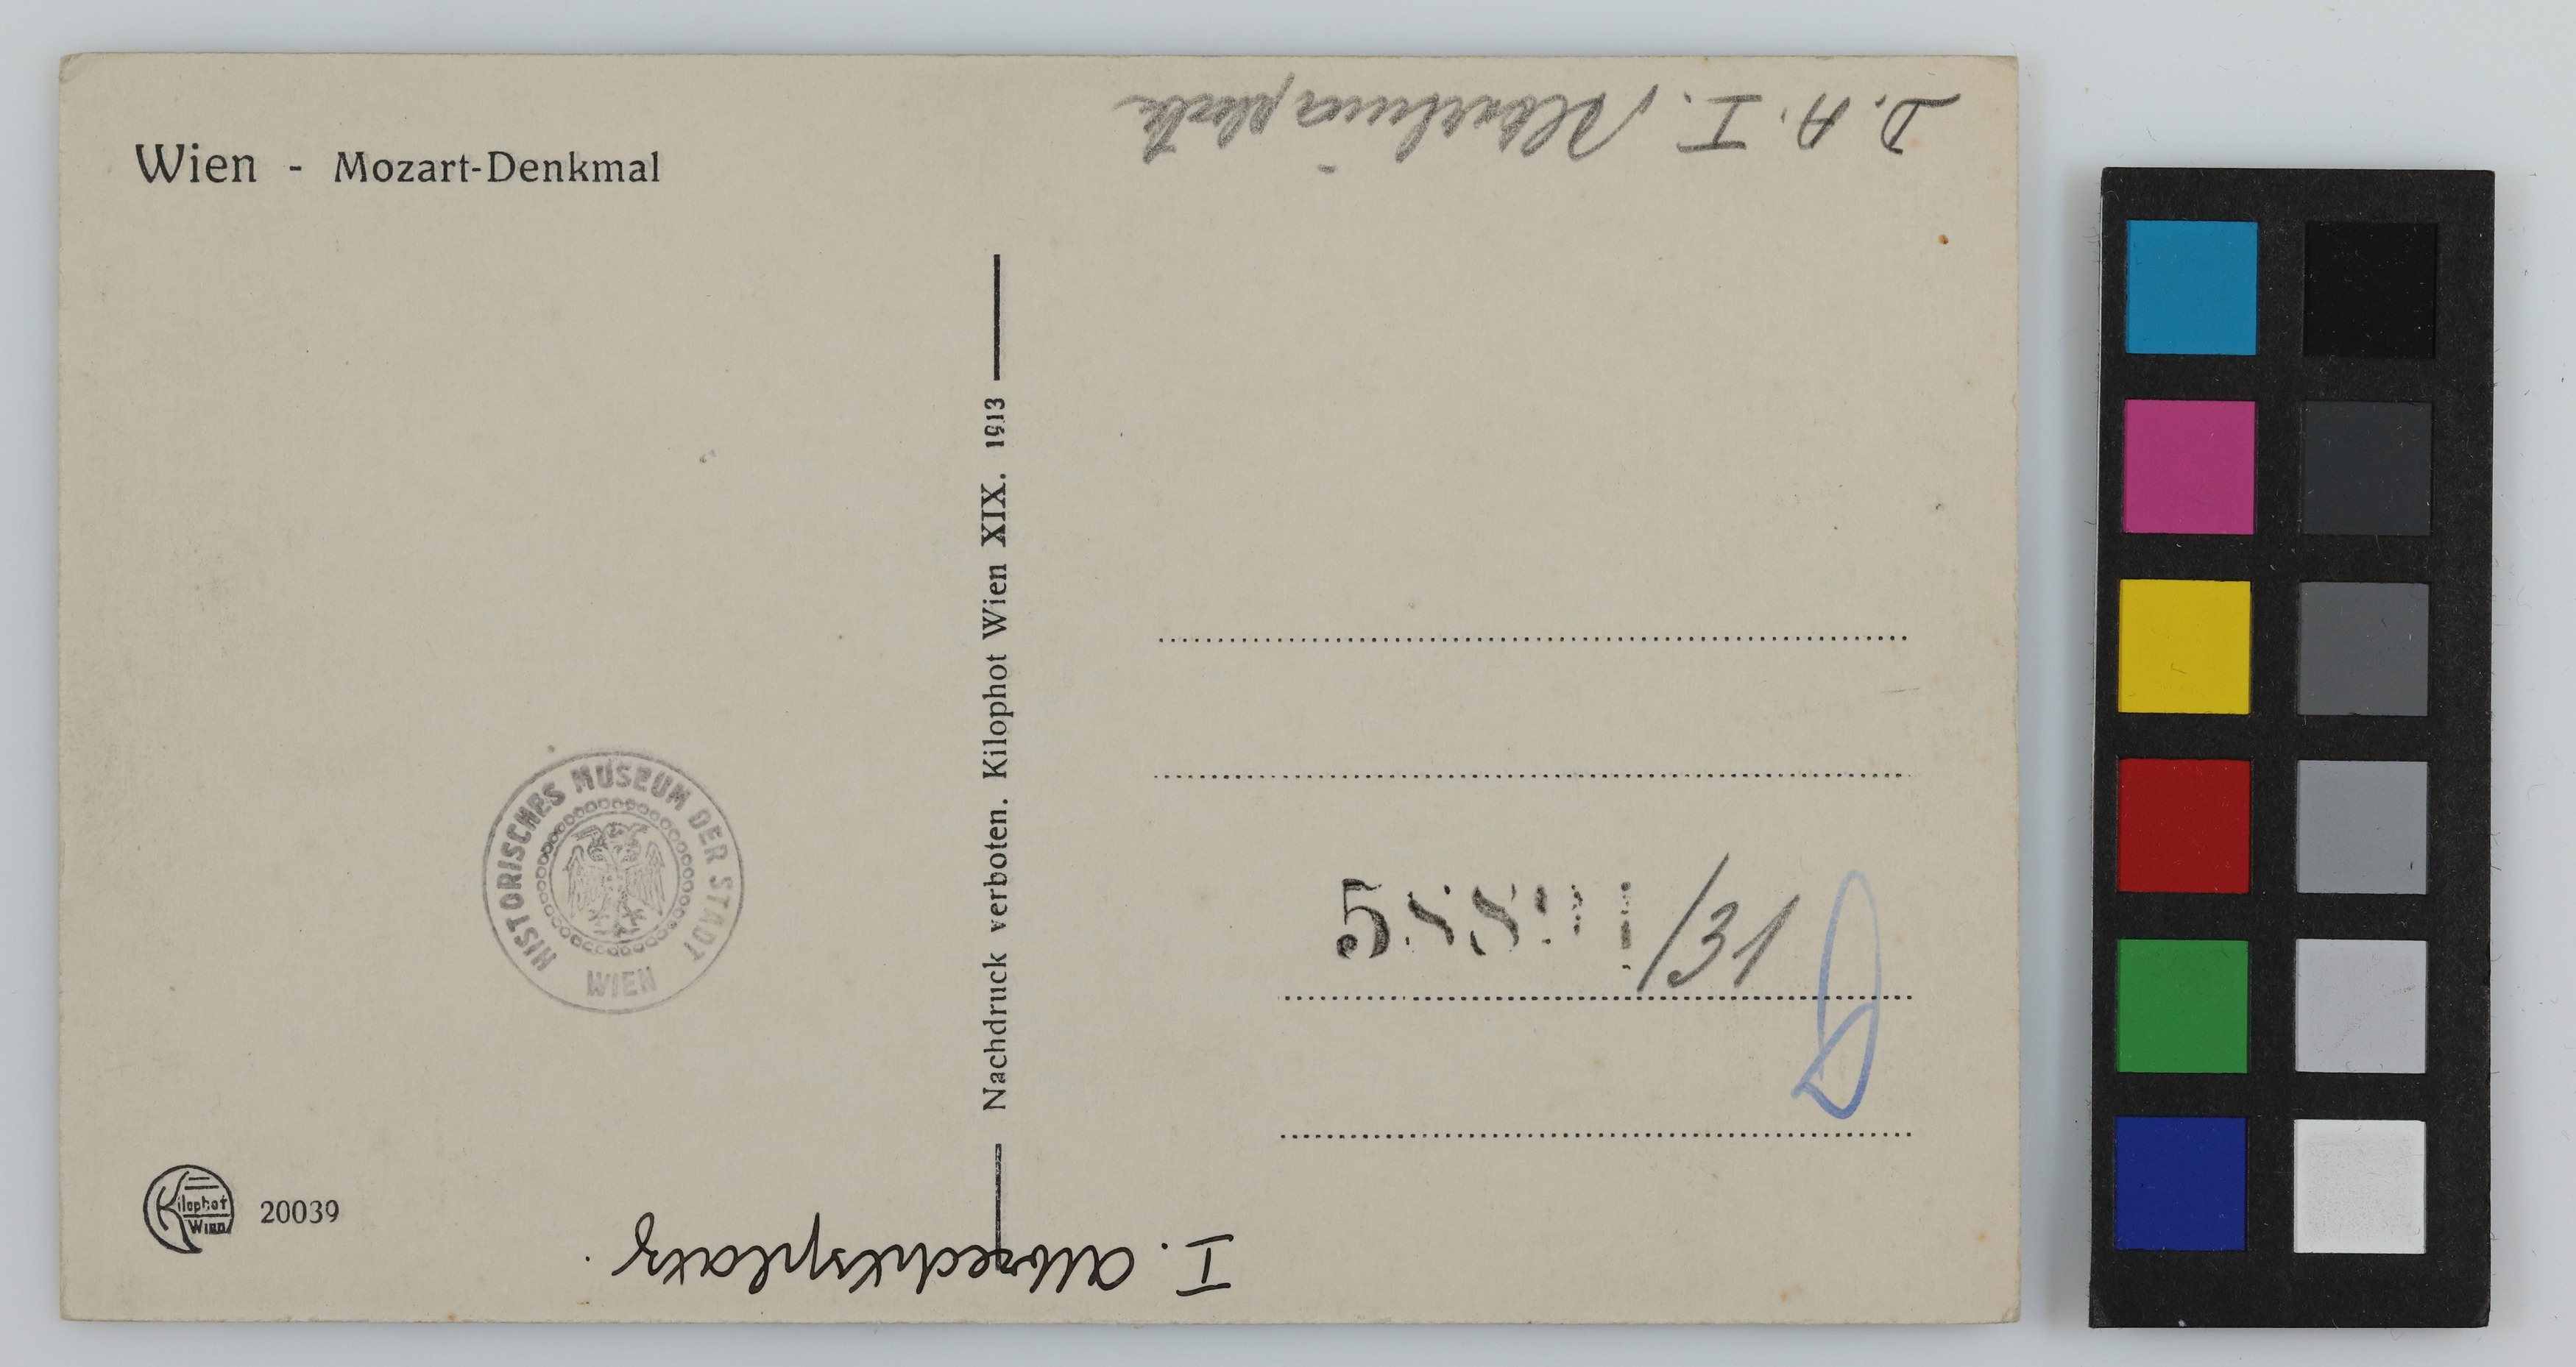 Wien - Mozart-Denkmal
D. A. I.
Nachdruck verboten. Kilophot Wien XIX. 1913
HISTORISCHES MUSEUM DER STADT WIEN
/31
Kilophot
Wien
20039
I. Albrechtsplatz.